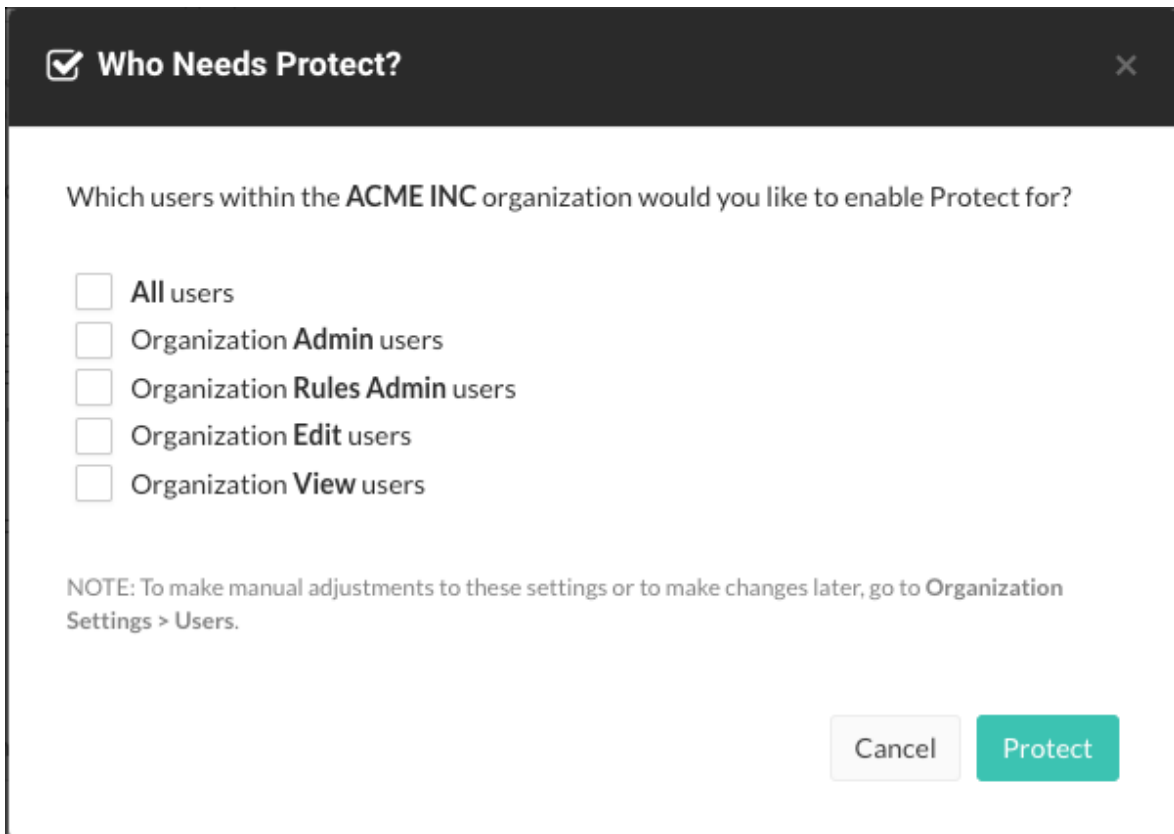 Who Needs Protect?
Which users within the ACME INC organization would you like to enable Protect for?
All users
Organization Admin users
Organization Rules Admin users
Organization Edit users
Organization View users
NOTE: To make manual adjustments to these settings or to make changes later, go to Organization
Settings > Users.
Cancel Protect